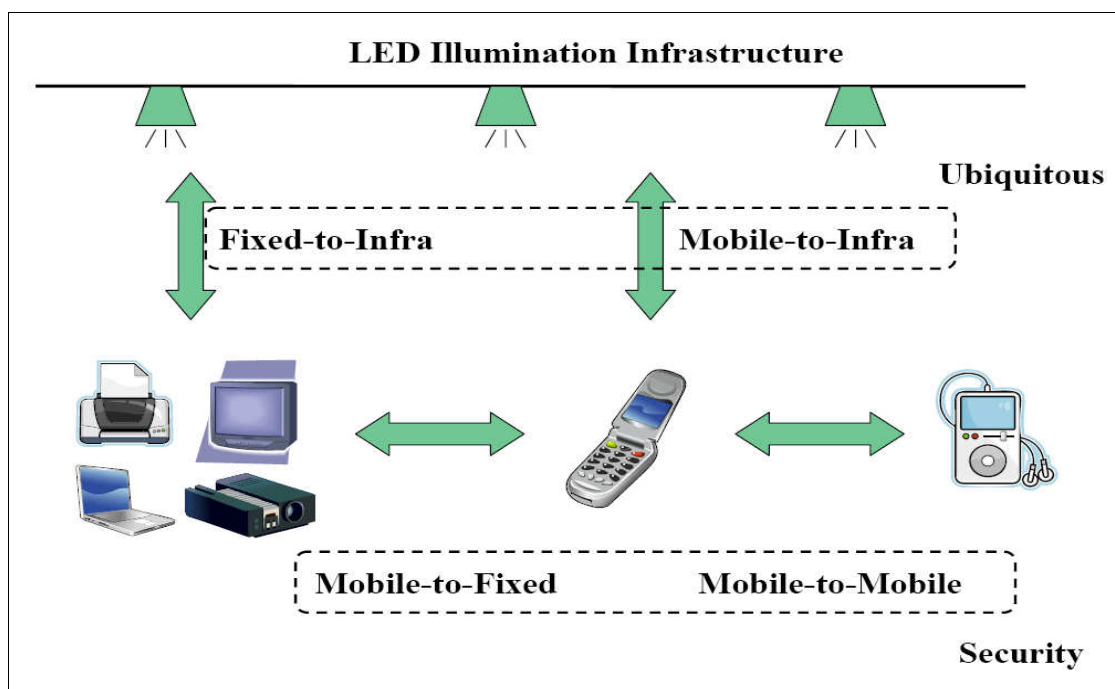 LED Illumination Infrastructure
Ubiquitous
Fixed-to-Infra Mobile-to-Infra
Mobile-to-Fixed Mobile-to-Mobile
Security